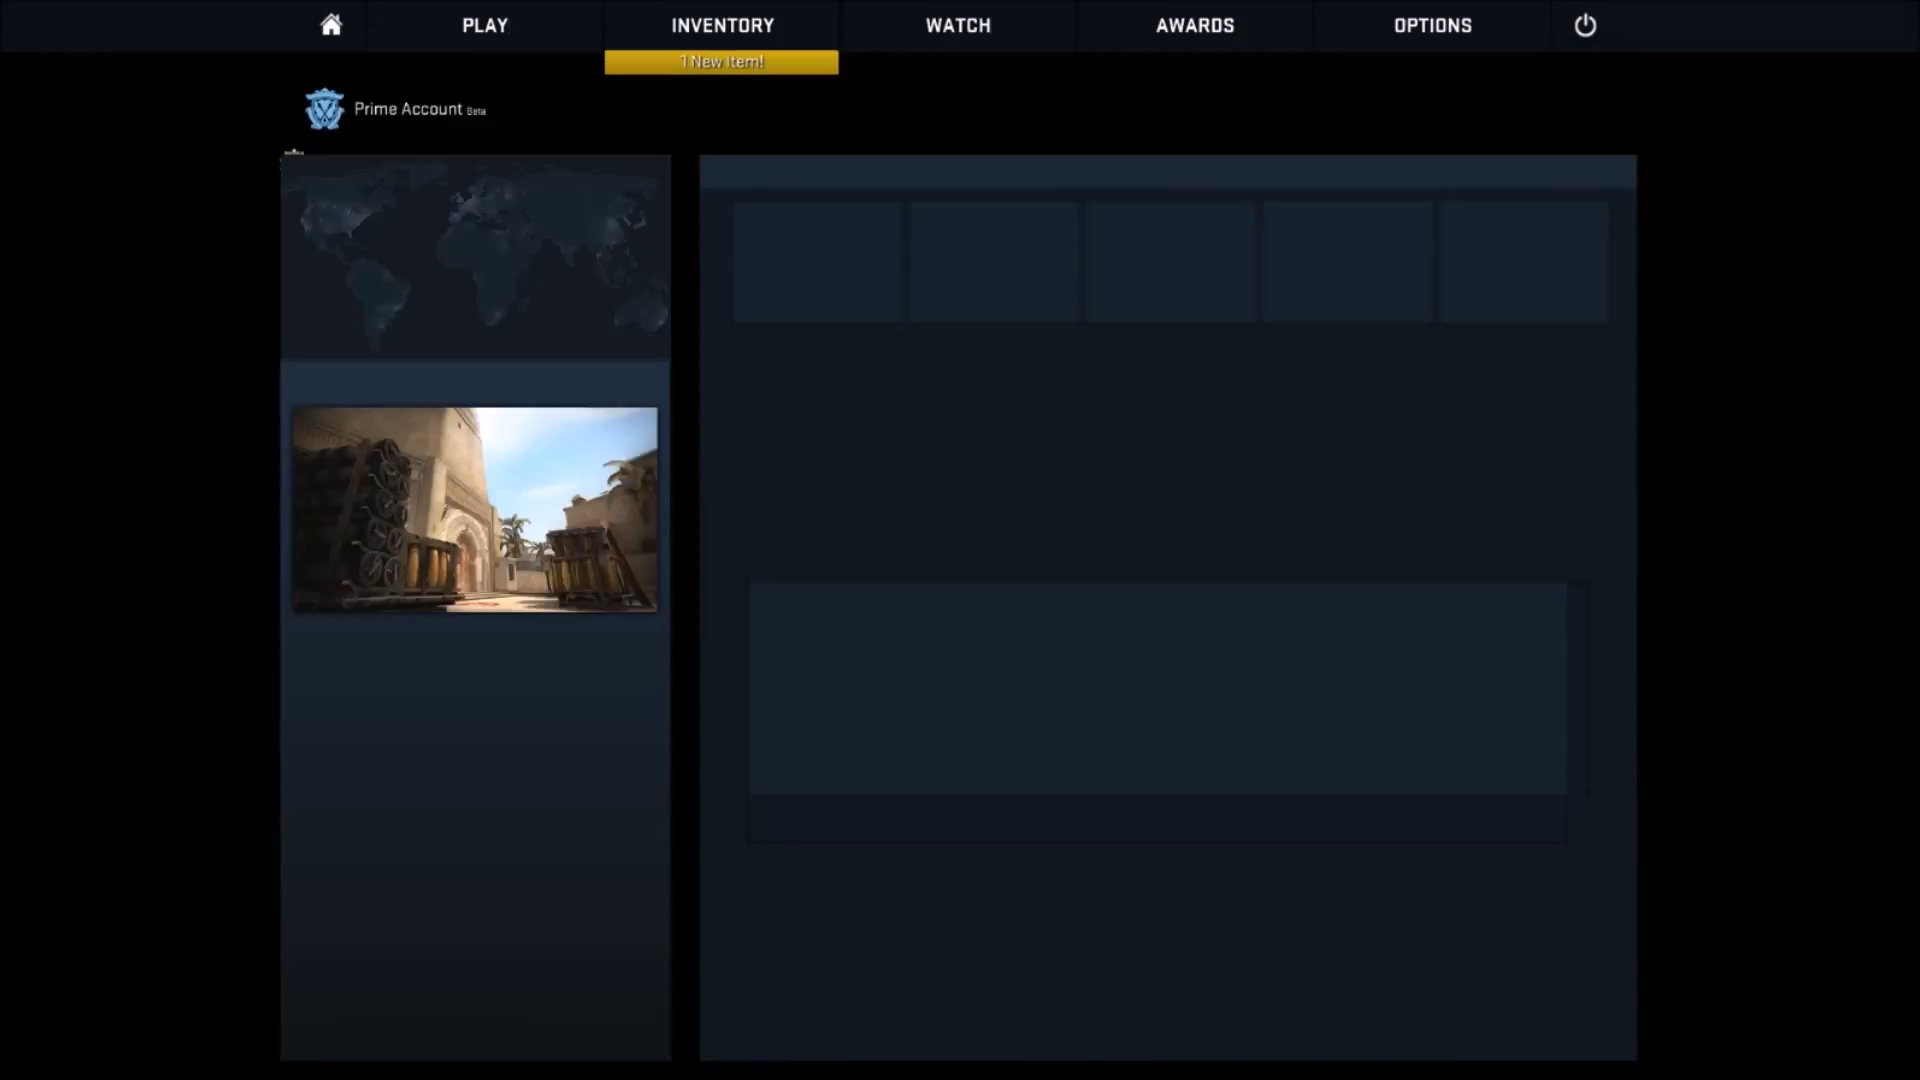 PLAY
INVENTORY
WATCH
AWARDS
OPTIONS
1 New Item!
Prime Account Beta